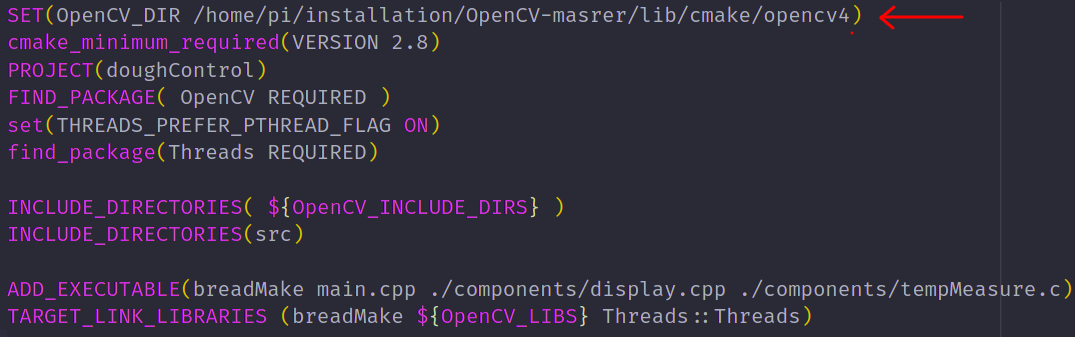 SET(OpenCV_DIR /home/pi/installation/OpenCV-masrer/lib/cmake/opencv4)
cmake_minimum_required(VERSION 2.8)
PROJECT(doughControl)
FIND_PACKAGE( OpenCV REQUIRED )
set(THREADS_PREFER_PTHREAD_FLAG ON)
find_package(Threads REQUIRED)

INCLUDE_DIRECTORIES( ${OpenCV_INCLUDE_DIRS} )
INCLUDE_DIRECTORIES(src)

ADD_EXECUTABLE(breadMake main.cpp ./components/display.cpp ./components/tempMeasure.c)
TARGET_LINK_LIBRARIES (breadMake ${OpenCV_LIBS} Threads::Threads)